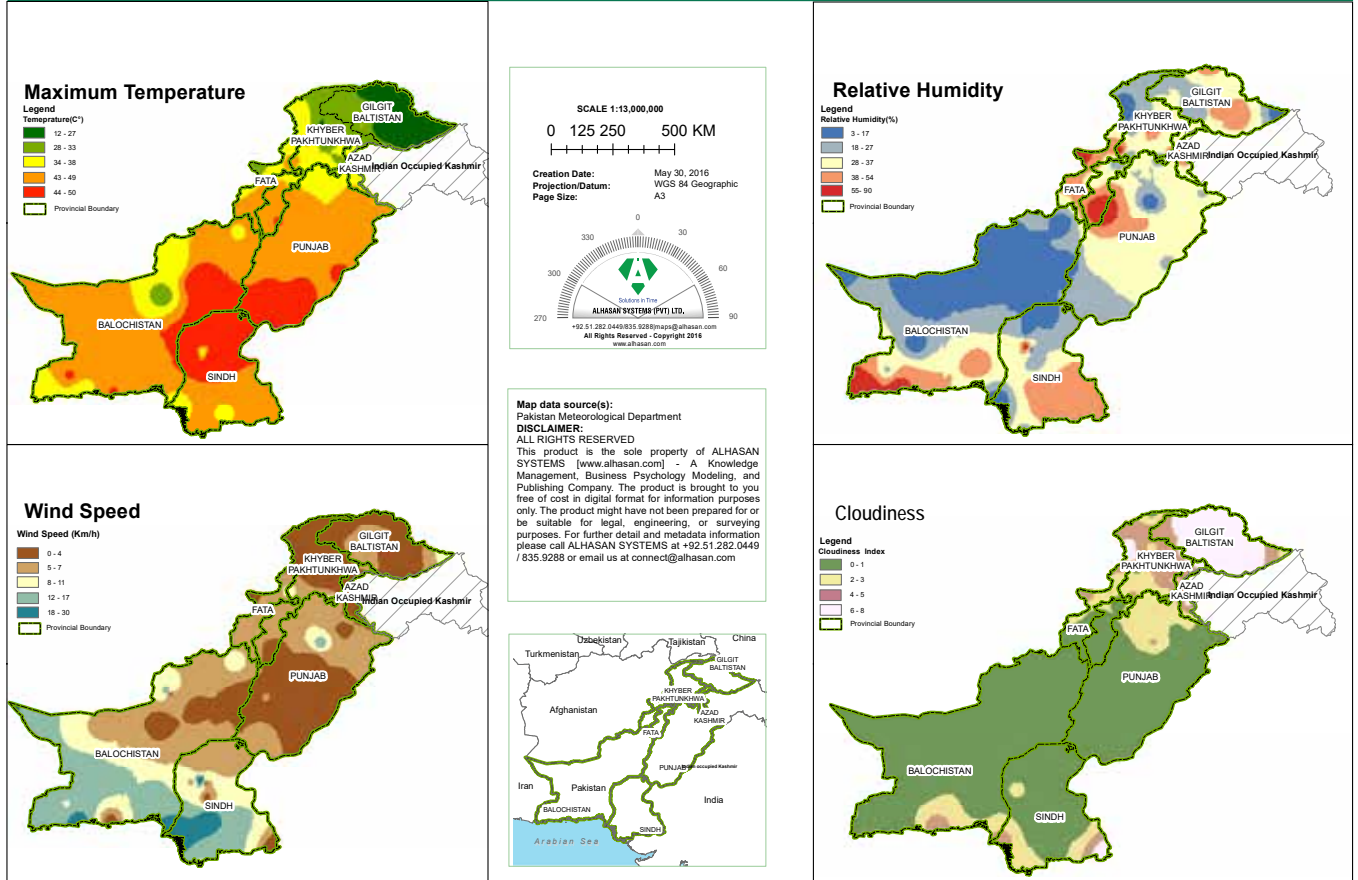 Maximum Temperature
Legend
Temeprature(C°)
12 - 27
28 - 33
34 - 38
43 - 49
44 - 50
Provincial Boundary
GILGIT
BALTISTAN
KHYBER
PAKHTUNKHWA
AZAD
KASHMIR
Indian Occupied Kashmir
FATA
PUNJAB
BALOCHISTAN
SINDH
SCALE 1:13,000,000
0 125 250 500 KM
Creation Date: May 30, 2016
Projection/Datum: WGS 84 Geographic
Page Size: A3
0
330 30
300 60
270 90
Solutions in Time
ALHASAN SYSTEMS (PVT) LTD.
+92.51.282.0449/835.9288|maps@alhasan.com
All Rights Reserved - Copyright 2016
www.alhasan.com
Relative Humidity
Legend
Relative Humidity(%)
3 - 17
18 - 27
28 - 37
38 - 54
55- 90
Provincial Boundary
GILGIT
BALTISTAN
KHYBER
PAKHTUNKHWA
AZAD
KASHMIR
Indian Occupied Kashmir
FATA
PUNJAB
BALOCHISTAN
SINDH
Map data source(s):
Pakistan Meteorological Department
DISCLAIMER:
ALL RIGHTS RESERVED
This product is the sole property of ALHASAN
SYSTEMS [www.alhasan.com] - A Knowledge
Management, Business Psychology Modeling, and
Publishing Company. The product is brought to you
free of cost in digital format for information purposes
only. The product might have not been prepared for or
be suitable for legal, engineering, or surveying
purposes. For further detail and metadata information
please call ALHASAN SYSTEMS at +92.51.282.0449
/ 835.9288 or email us at connect@alhasan.com
Wind Speed
Wind Speed (Km/h)
0 - 4
5 - 7
8 - 11
12 - 17
18 - 30
Provincial Boundary
GILGIT
BALTISTAN
KHYBER
PAKHTUNKHWA
AZAD
KASHMIR
Indian Occupied Kashmir
FATA
PUNJAB
BALOCHISTAN
SINDH
Uzbekistan
Tajikistan
China
Turkmenistan
GILGIT
BALTISTAN
KHYBER
PAKHTUNKHWA
Afghanistan
AZAD
KASHMIR
FATA
PUNJAB
Indian occupied Kashmir
Iran
Pakistan
India
BALOCHISTAN
SINDH
Arabian Sea
Cloudiness
Legend
Cloudiness Index
0 - 1
2 - 3
4 - 5
6 - 8
Provincial Boundary
GILGIT
BALTISTAN
KHYBER
PAKHTUNKHWA
AZAD
KASHMIR
Indian Occupied Kashmir
FATA
PUNJAB
BALOCHISTAN
SINDH